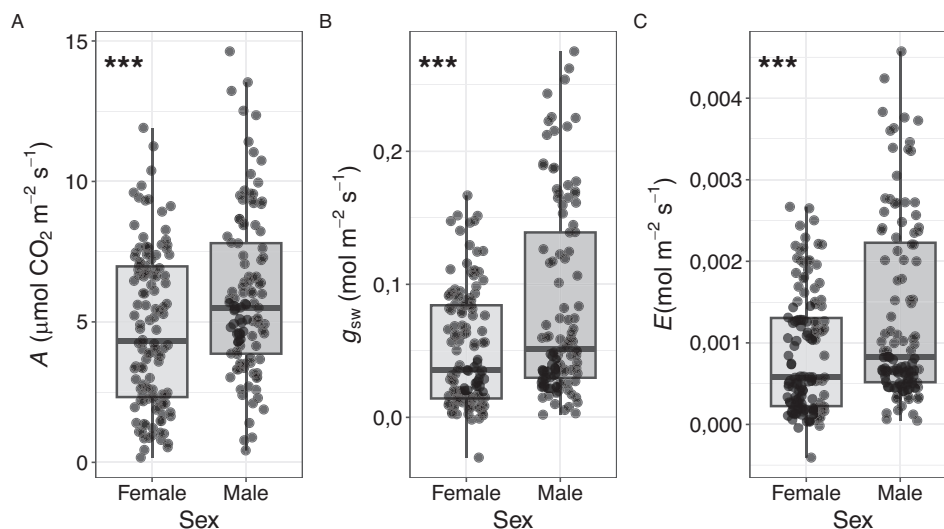 A
A (μmol CO₂ m⁻² s⁻¹)
15
10
5
0
***
Female
Male
Sex
B
g_sw (mol m⁻² s⁻¹)
0,2
0,1
0,0
***
Female
Male
Sex
C
E(mol m⁻² s⁻¹)
0,004
0,003
0,002
0,001
0,000
***
Female
Male
Sex